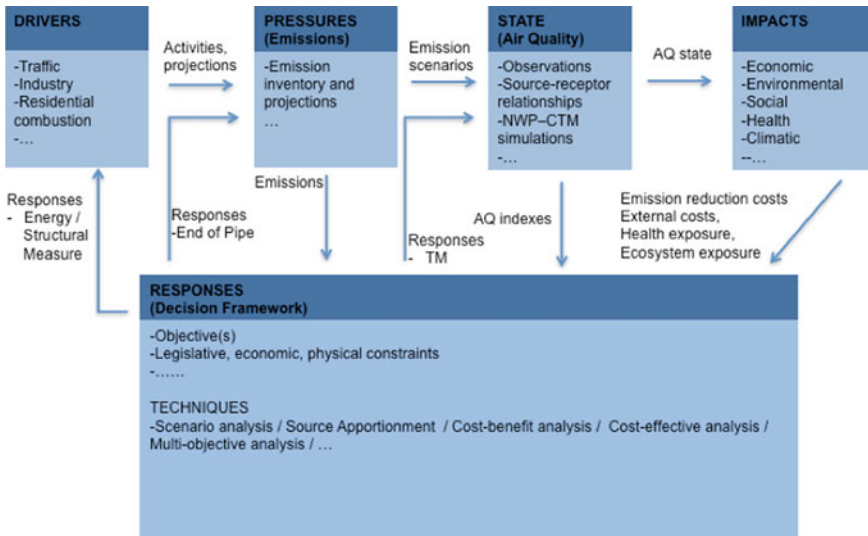 DRIVERS
-Traffic
-Industry
-Residential
combustion
-...
Activities,
projections
PRESSURES
(Emissions)
-Emission
inventory and
projections
...
Emission
scenarios
STATE
(Air Quality)
-Observations
-Source-receptor
relationships
-NWP–CTM
simulations
-...
AQ state
IMPACTS
-Economic
-Environmental
-Social
-Health
-Climatic
--...
Responses
- Energy /
Structural
Measure
Responses
-End of Pipe
Emissions
Responses
- TM
AQ indexes
Emission reduction costs
External costs,
Health exposure,
Ecosystem exposure
RESPONSES
(Decision Framework)
-Objective(s)
-Legislative, economic, physical constraints
-......
TECHNIQUES
-Scenario analysis / Source Apportionment / Cost-benefit analysis / Cost-effective analysis /
Multi-objective analysis / ...